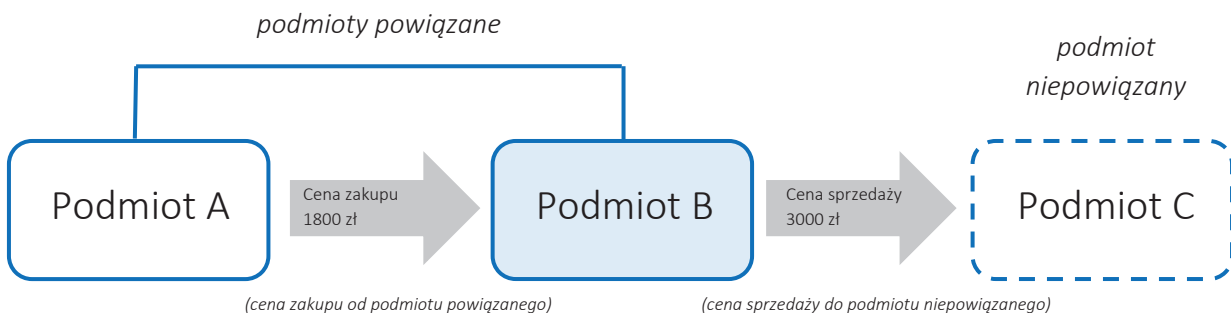 podmioty powiązane
podmiot
niepowiązany
Podmiot A
Cena zakupu
1800 zł
Podmiot B
Cena sprzedaży
3000 zł
Podmiot C
(cena zakupu od podmiotu powiązanego)
(cena sprzedaży do podmiotu niepowiązanego)